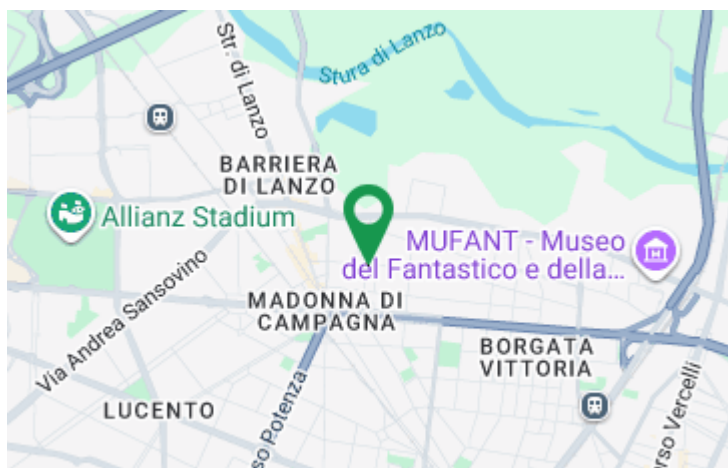 Stura di Lanzo
Str. di Lanzo
BARRIERA
DI LANZO
Allianz Stadium
MUFANT - Museo
del Fantastico e della...
Via Andrea Sansovino
MADONNA DI
CAMPAGNA
BORGATA
VITTORIA
LUCENTO
so Potenza
rso Vercelli